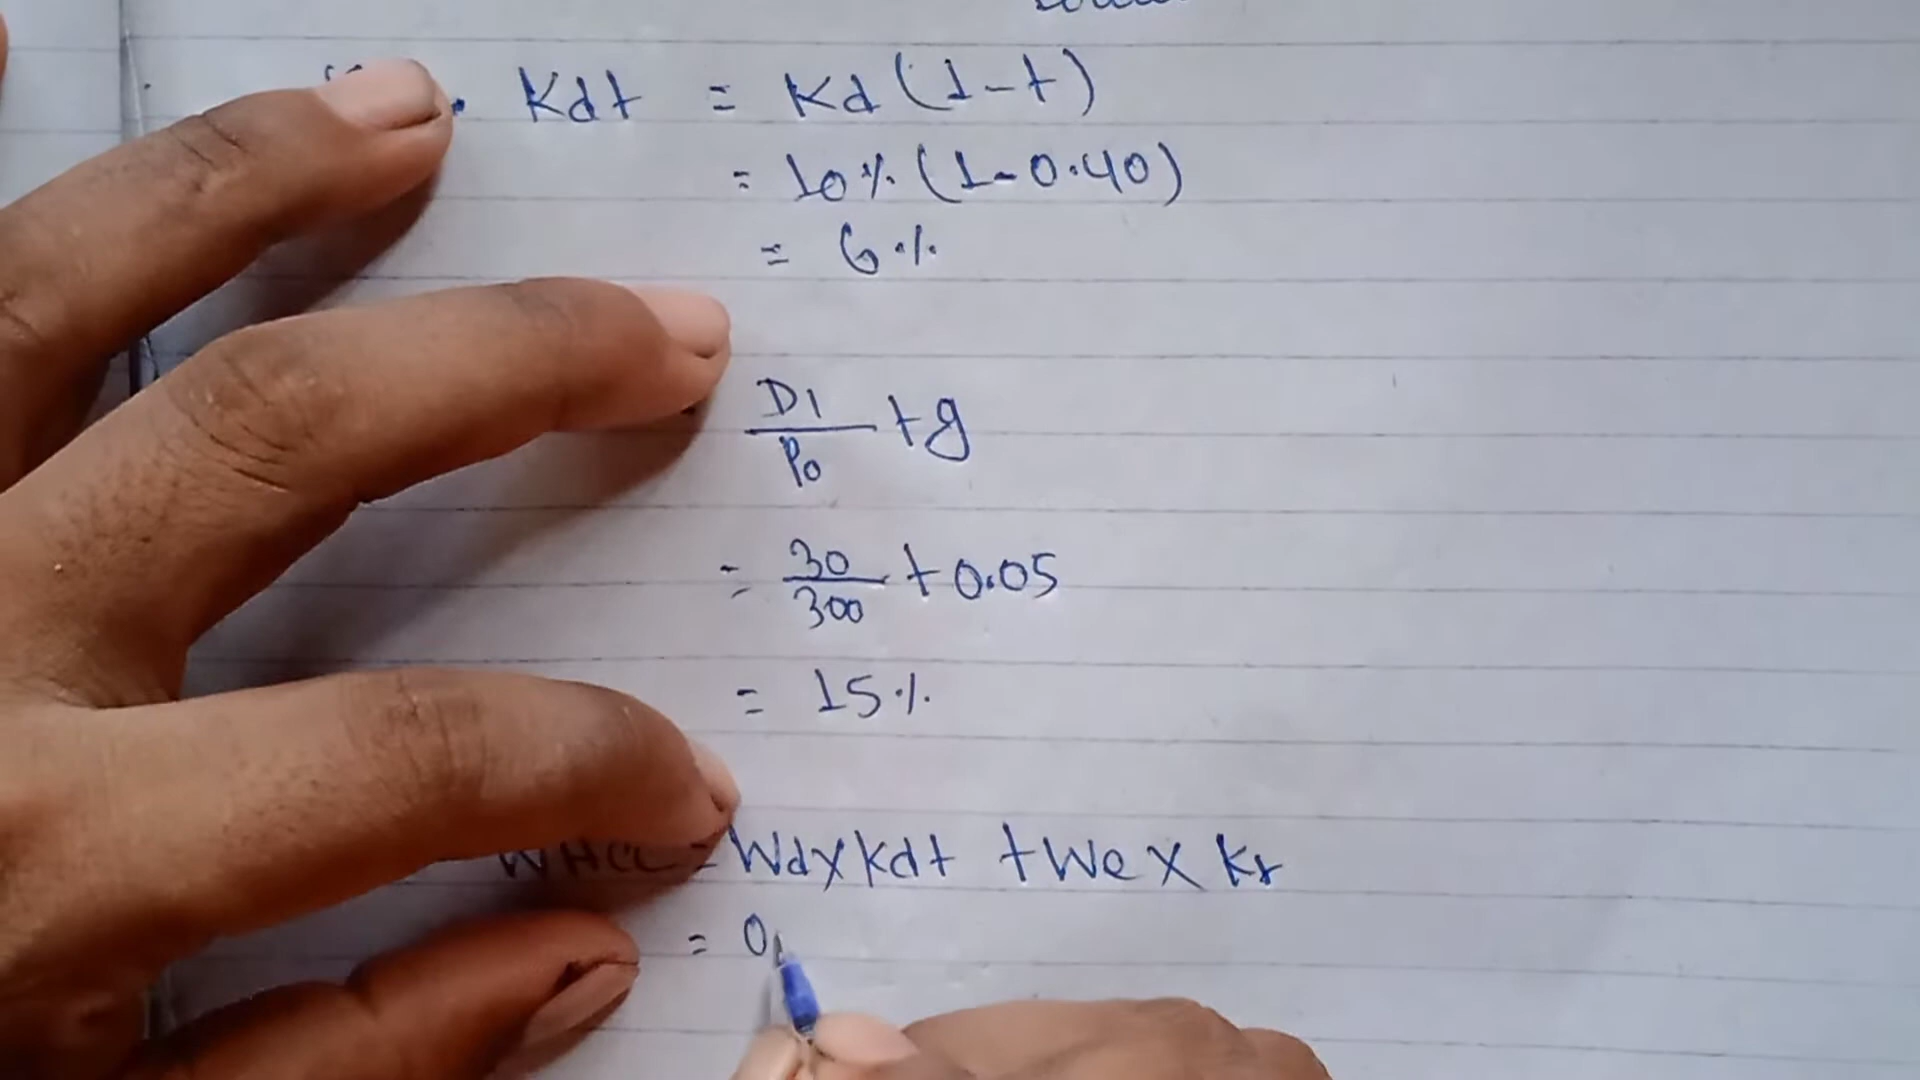 Kdt = Kd (1-t)
= 10% (1-0.40)
= 6%
D1/P0 + g
= 30/300 + 0.05
= 15%
WACC = Wd×Kdt + We × Kr
= 0.